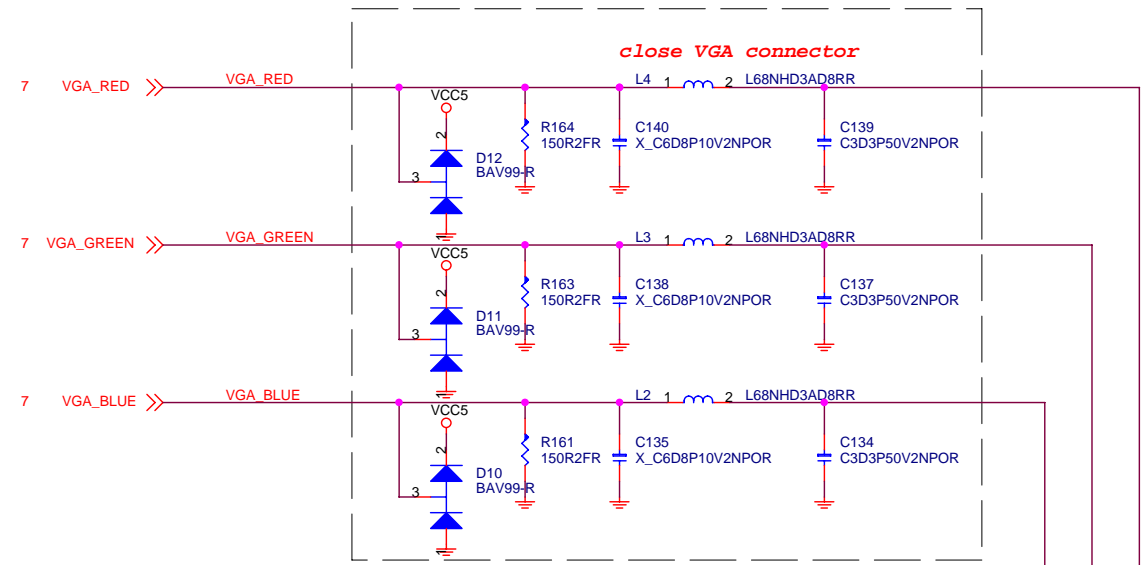 close VGA connector
7 VGA_RED VGA_RED L4 1 2 L68NHD3AD8RR
VCC5
2
R164 C140 C139
150R2FR X_C6D8P10V2NPOR C3D3P50V2NPOR
D12
BAV99-R
3
1
7 VGA_GREEN VGA_GREEN L3 1 2 L68NHD3AD8RR
VCC5
2
R163 C138 C137
150R2FR X_C6D8P10V2NPOR C3D3P50V2NPOR
D11
BAV99-R
3
1
7 VGA_BLUE VGA_BLUE L2 1 2 L68NHD3AD8RR
VCC5
2
R161 C135 C134
150R2FR X_C6D8P10V2NPOR C3D3P50V2NPOR
D10
BAV99-R
3
1